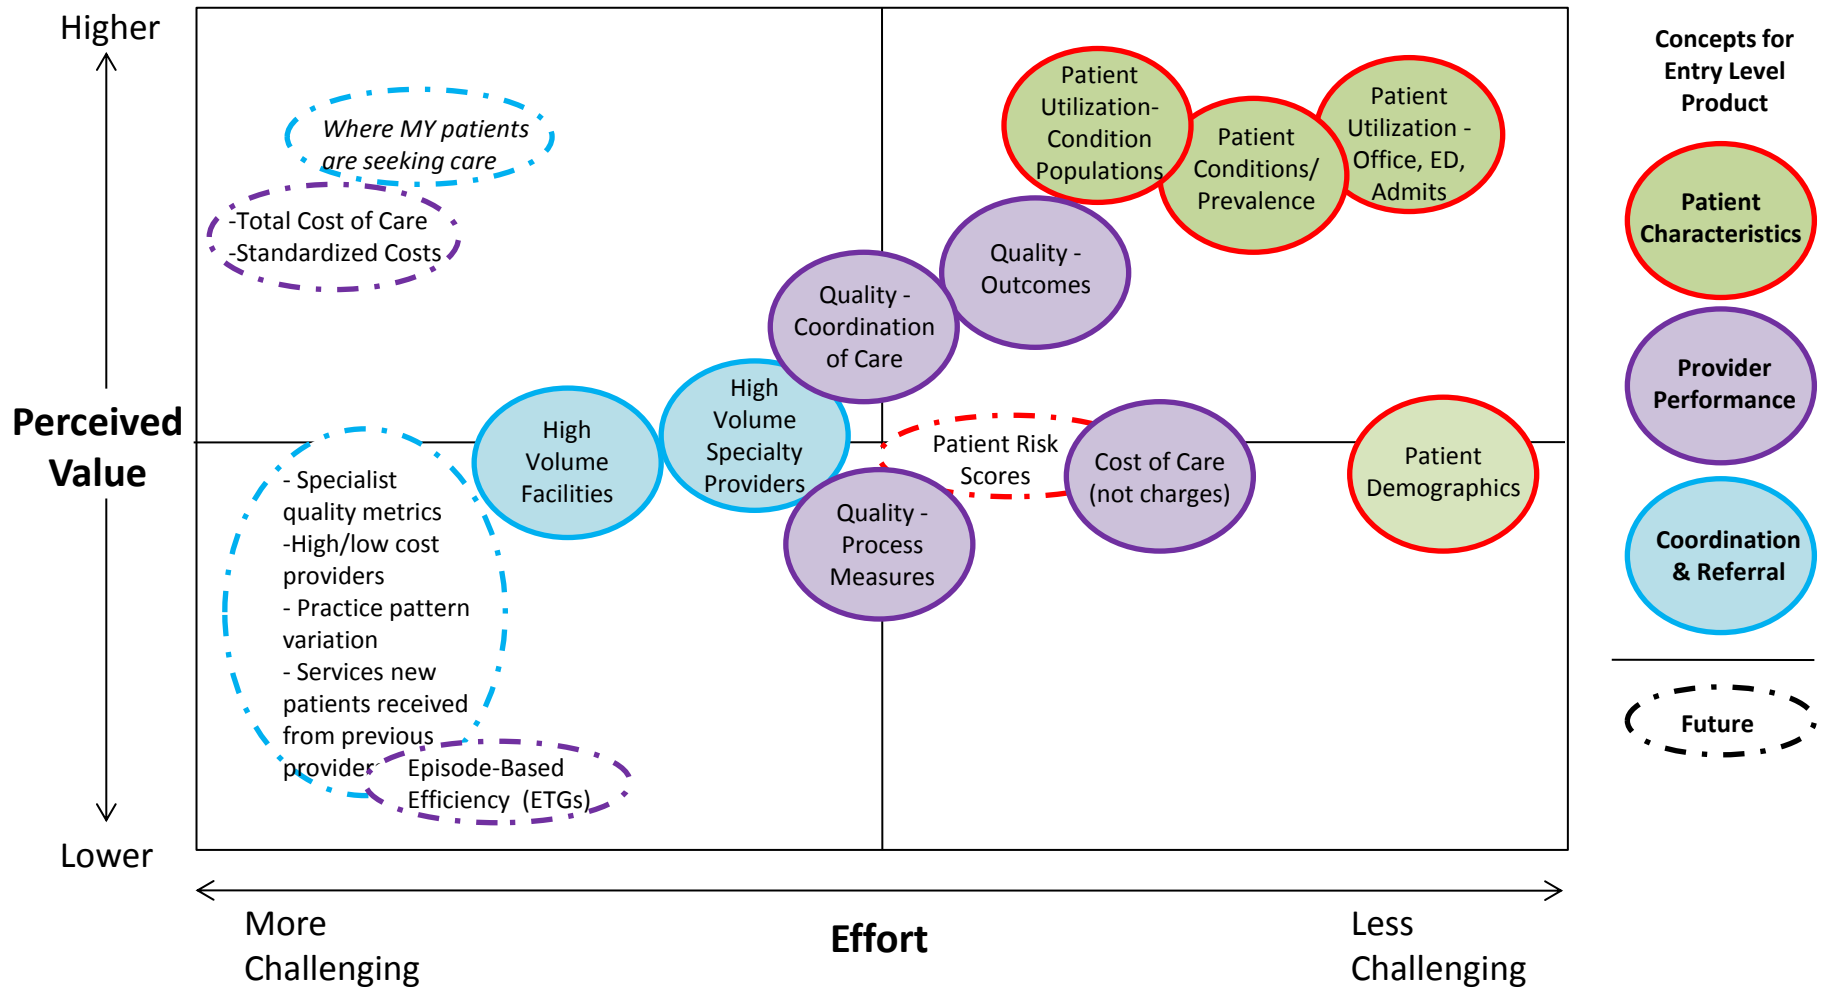 Higher
Perceived
Value
Lower
Where MY patients
are seeking care
-Total Cost of Care
-Standardized Costs
Patient
Utilization-
Condition
Populations
Patient
Conditions/
Prevalence
Patient
Utilization -
Office, ED,
Admits
Quality -
Outcomes
Quality -
Coordination
of Care
High
Volume
Specialty
Providers
High
Volume
Facilities
Patient Risk
Scores
Cost of Care
(not charges)
Patient
Demographics
Quality -
Process
Measures
- Specialist
quality metrics
-High/low cost
providers
- Practice pattern
variation
- Services new
patients received
from previous
provider
Episode-Based
Efficiency (ETGs)
More
Challenging
Effort
Less
Challenging
Concepts for
Entry Level
Product
Patient
Characteristics
Provider
Performance
Coordination
& Referral
Future